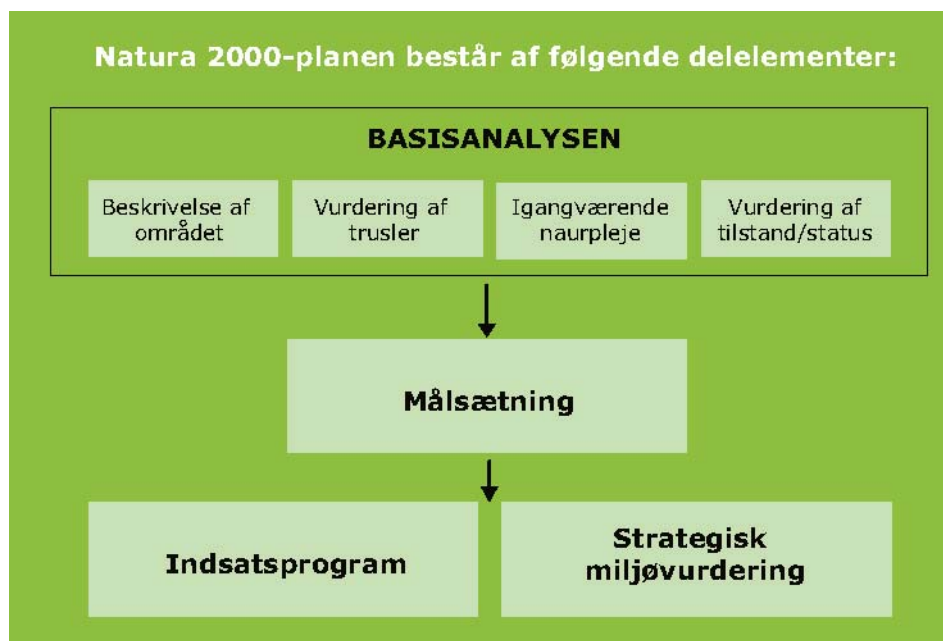 Natura 2000-planen består af følgende delelementer:
BASISANALYSEN
Beskrivelse af
området
Vurdering af
trusler
Igangværende
naurpleje
Vurdering af
tilstand/status
Målsætning
Indsatsprogram
Strategisk
miljøvurdering